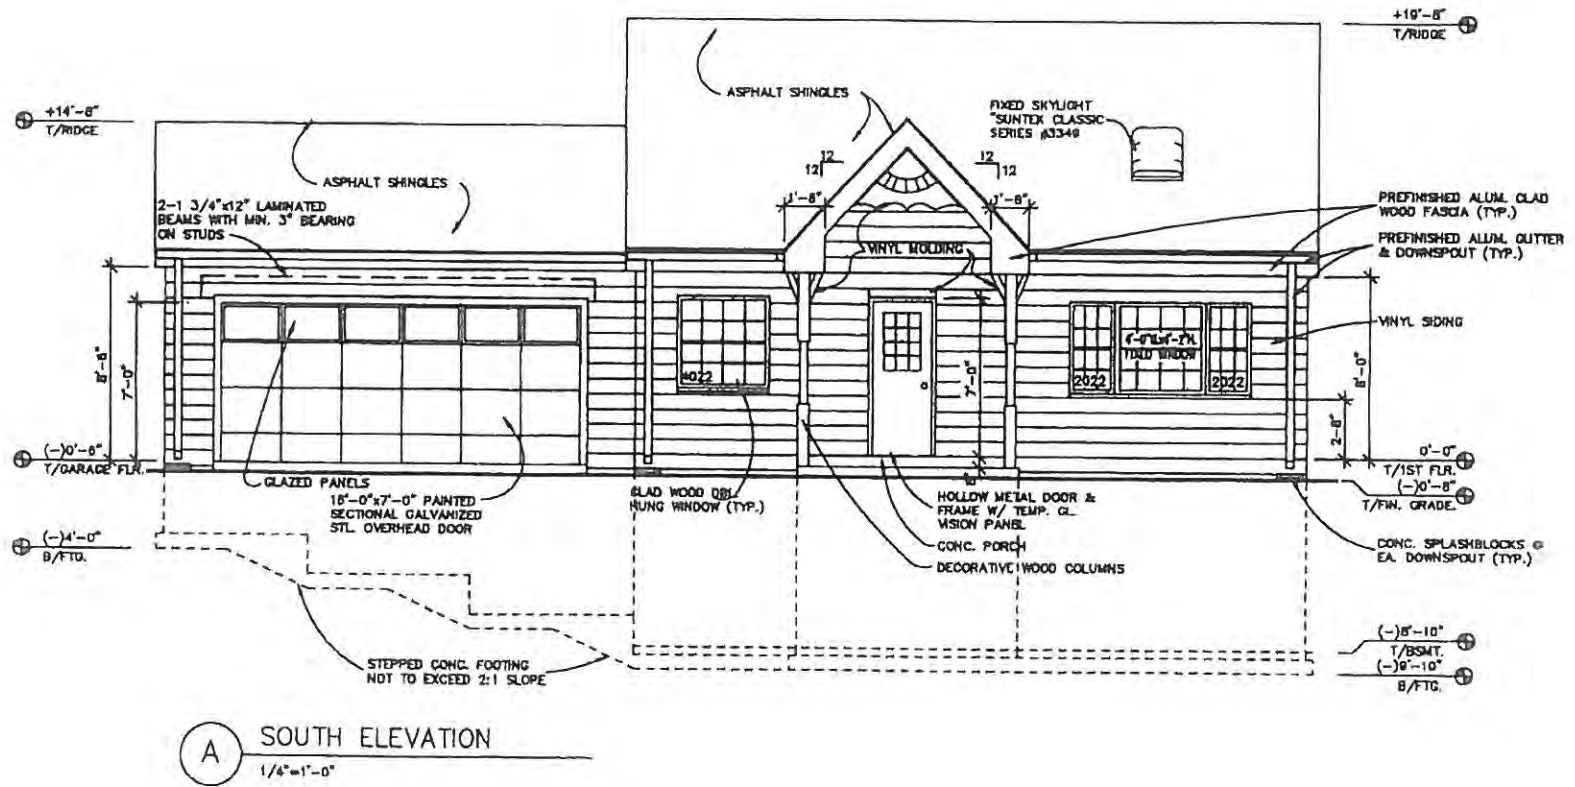 +19'-8"
T/RIDGE
ASPHALT SHINGLES
FIXED SKYLIGHT
"SUNTEK CLASSIC
SERIES #3349
+14'-8"
T/RIDGE
12
12
12
12
ASPHALT SHINGLES
2-1 3/4"x12" LAMINATED
BEAMS WITH MIN. 3" BEARING
ON STUDS
1'-8"
1'-8"
PREFINISHED ALUM. CLAD
WOOD FASCIA (TYP.)
VINYL MOLDING
PREFINISHED ALUM. GUTTER
& DOWNSPOUT (TYP.)
VINYL SIDING
FIXED WINDOW
4022
2022
2022
8'-8"
7'-0"
7'-0"
8'-0"
2'-8"
(-)0'-8"
T/GARAGE FLR.
0'-0"
T/1ST FLR.
(-)0'-8"
T/FIN. GRADE
GLAZED PANELS
16'-0"x7'-0" PAINTED
SECTIONAL GALVANIZED
STL. OVERHEAD DOOR
CLAD WOOD DBL.
HUNG WINDOW (TYP.)
HOLLOW METAL DOOR &
FRAME W/ TEMP. GL.
VISION PANEL
CONC. PORCH
DECORATIVE WOOD COLUMNS
CONC. SPLASHBLOCKS @
EA. DOWNSPOUT (TYP.)
(-)4'-0"
B/FTG.
(-)8'-10"
T/BSMT.
(-)9'-10"
B/FTG.
STEPPED CONC. FOOTING
NOT TO EXCEED 2:1 SLOPE
A
SOUTH ELEVATION
1/4"=1'-0"